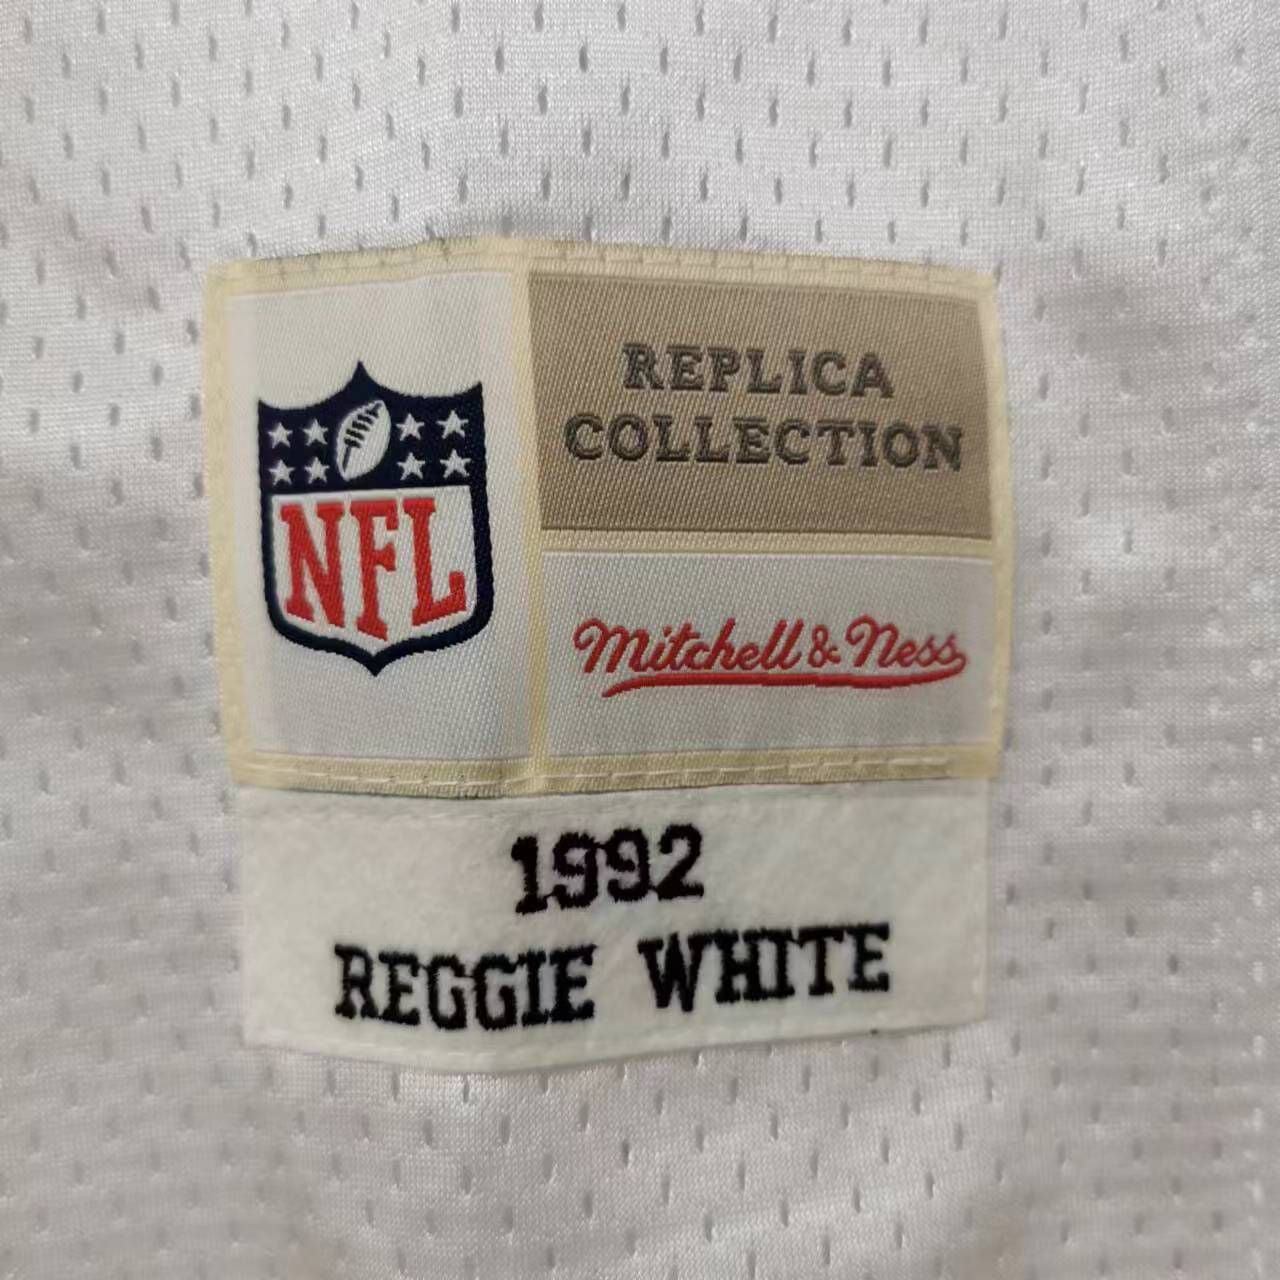 NFL
REPLICA
COLLECTION
Mitchell & Ness
1992
REGGIE WHITE